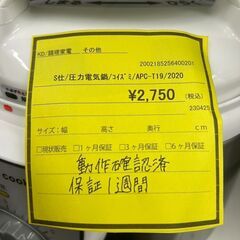 KD/調理家電 その他
2002185256400201
S仕/圧力電気鍋/ｺｲｽﾞﾐ/APC-T19/2020
¥2,750
230425
サイズ:幅 高さ 奥行 cm
□現状販売 □1ヶ月保証 □3ヶ月保証 □6ヶ月保証
動作確認済
保証1週間